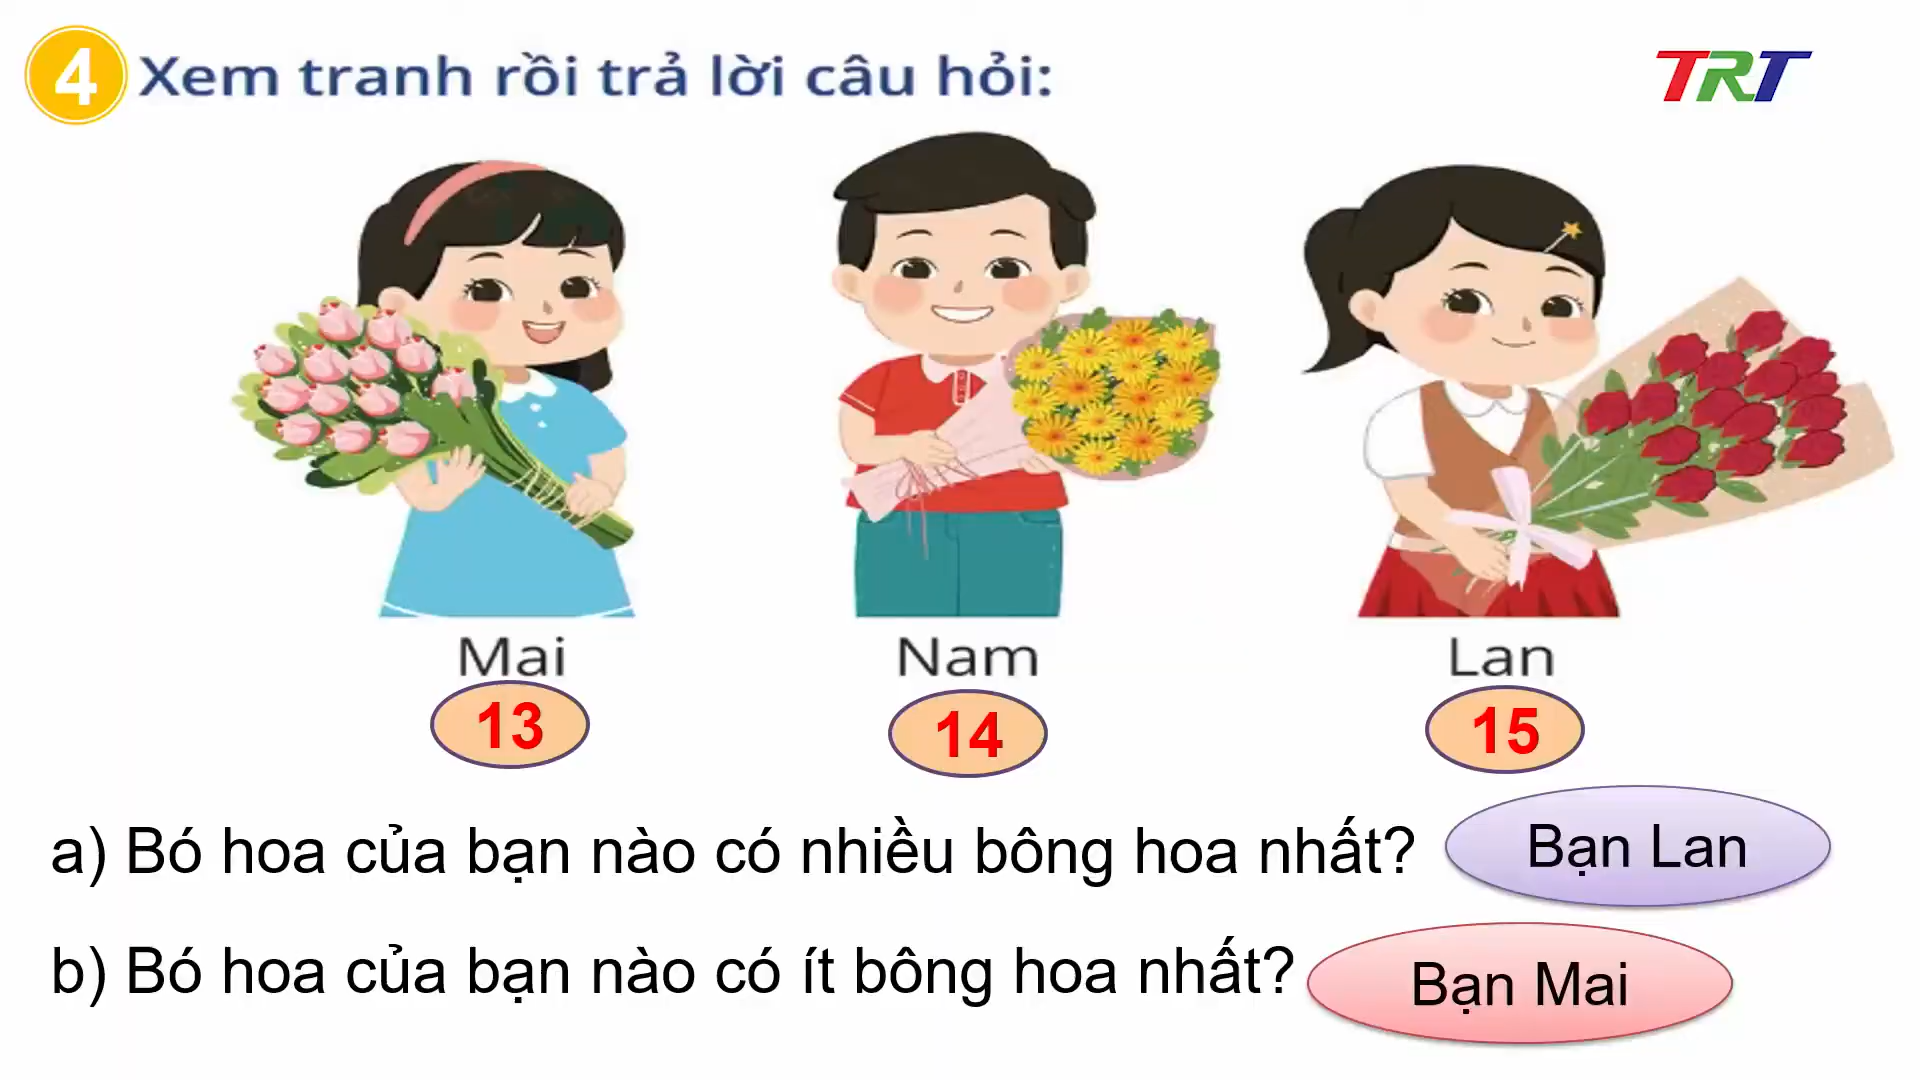 4 Xem tranh rồi trả lời câu hỏi:
TRT
Mai Nam Lan
13 14 15
a) Bó hoa của bạn nào có nhiều bông hoa nhất? Bạn Lan
b) Bó hoa của bạn nào có ít bông hoa nhất? Bạn Mai